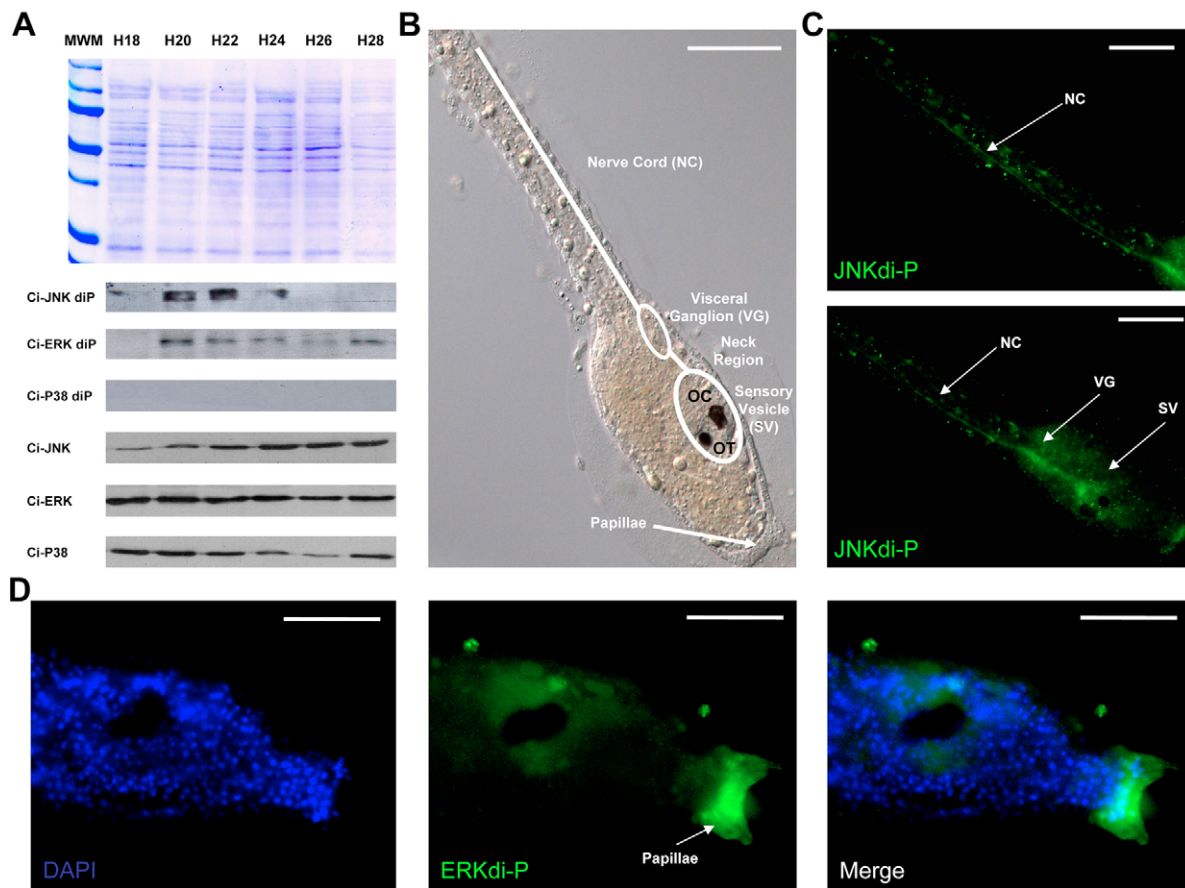 A
MWM H18 H20 H22 H24 H26 H28
Ci-JNK diP
Ci-ERK diP
Ci-P38 diP
Ci-JNK
Ci-ERK
Ci-P38
B
Nerve Cord (NC)
Visceral
Ganglion (VG)
Neck
Region
Sensory
Vesicle
(SV)
OC
OT
Papillae
C
NC
JNKdi-P
NC
VG
SV
JNKdi-P
D
DAPI
Papillae
ERKdi-P
Merge